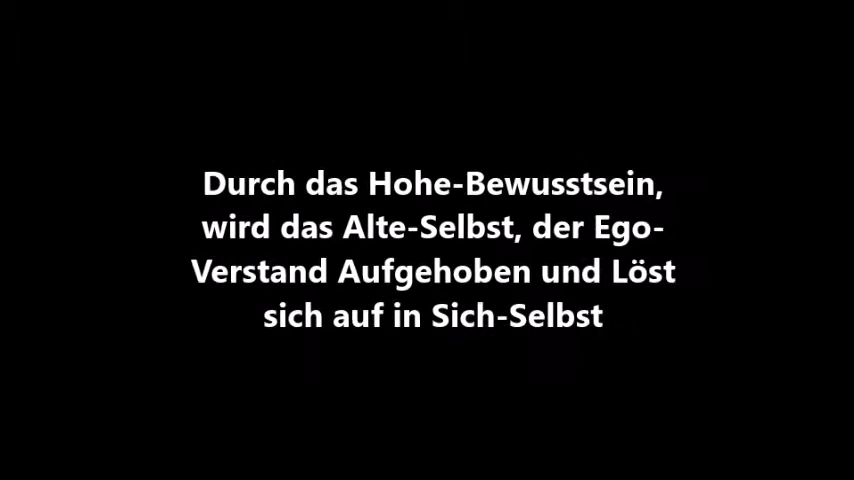 Durch das Hohe-Bewusstsein,
wird das Alte-Selbst, der Ego-
Verstand Aufgehoben und Löst
sich auf in Sich-Selbst